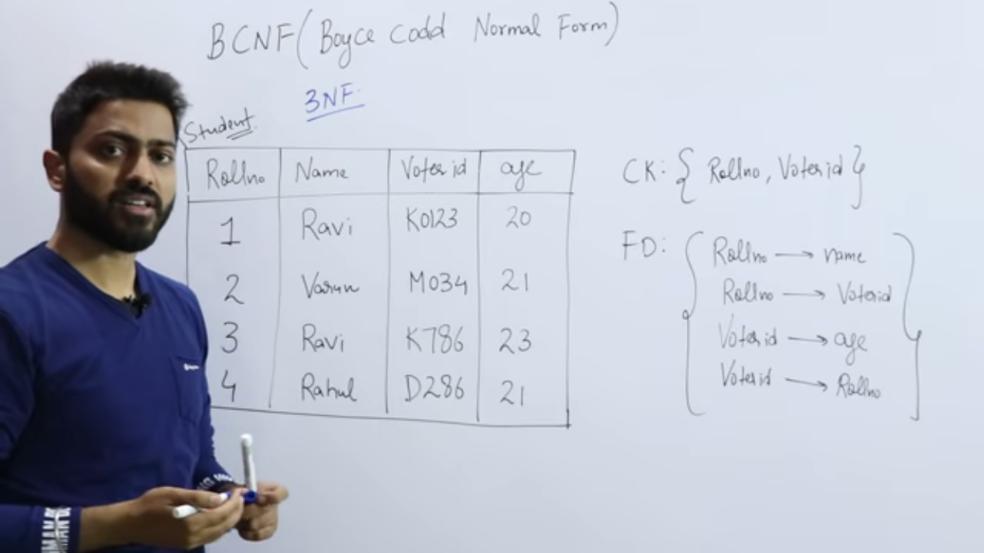 BCNF (Boyce Codd Normal Form)
3NF.
Student
Rollno Name Voter id age
1 Ravi K0123 20
2 Varun M034 21
3 Ravi K786 23
4 Rahul D286 21
CK: { Rollno, Voterid }
FD: { Rollno → name
Rollno → Voterid
Voterid → age
Voterid → Rollno }